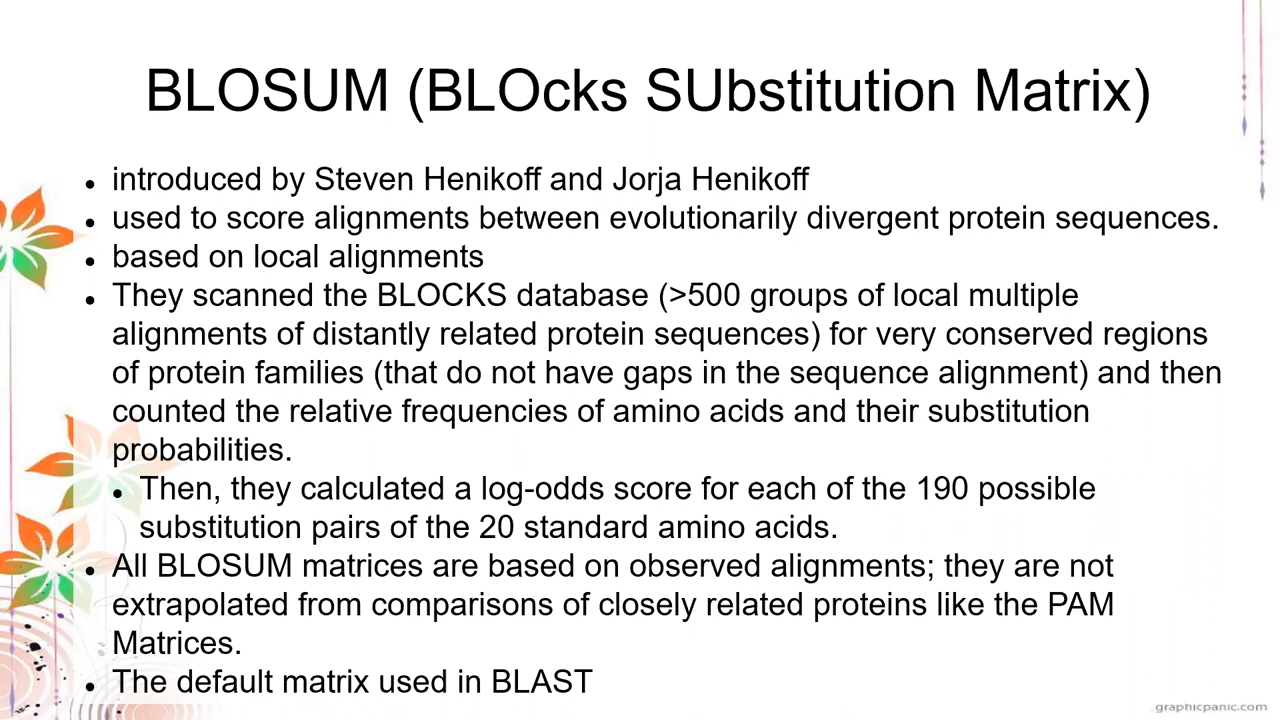 BLOSUM (BLOcks SUbstitution Matrix)
• introduced by Steven Henikoff and Jorja Henikoff
• used to score alignments between evolutionarily divergent protein sequences.
• based on local alignments
• They scanned the BLOCKS database (>500 groups of local multiple
alignments of distantly related protein sequences) for very conserved regions
of protein families (that do not have gaps in the sequence alignment) and then
counted the relative frequencies of amino acids and their substitution
probabilities.
• Then, they calculated a log-odds score for each of the 190 possible
substitution pairs of the 20 standard amino acids.
• All BLOSUM matrices are based on observed alignments; they are not
extrapolated from comparisons of closely related proteins like the PAM
Matrices.
• The default matrix used in BLAST
graphicpanic.com